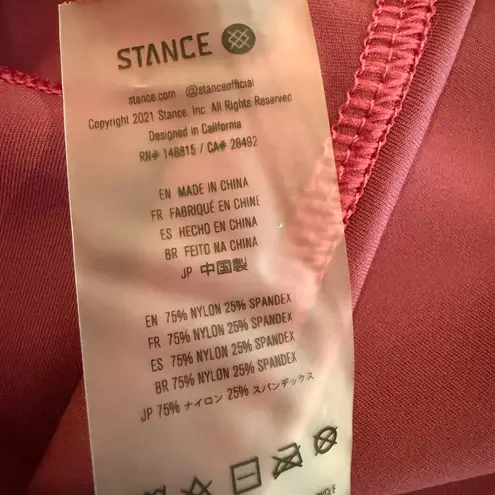 STANCE
stance.com @stanceofficial
Copyright 2021 Stance, Inc. All Rights Reserved
Designed in California
RN# 148815 / CA# 28492
EN MADE IN CHINA
FR FABRIQUÉ EN CHINE
ES HECHO EN CHINA
BR FEITO NA CHINA
JP 中国製
EN 75% NYLON 25% SPANDEX
FR 75% NYLON 25% SPANDEX
ES 75% NYLON 25% SPANDEX
BR 75% NYLON 25% SPANDEX
JP 75% ナイロン 25% スパンデックス